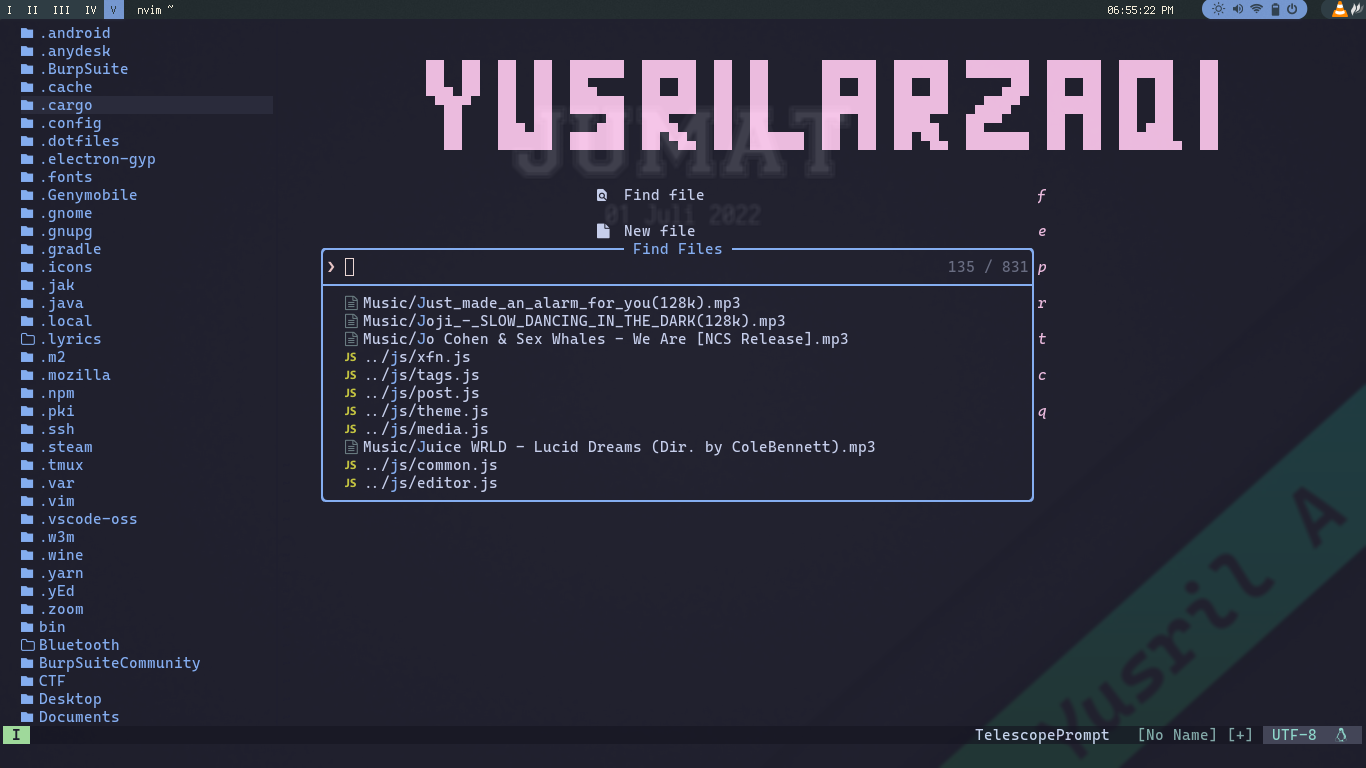 I II III IV V nvim ~ 06:55:22 PM
.android
.anydesk
.BurpSuite
.cache
.cargo
.config
.dotfiles
.electron-gyp
.fonts
.Genymobile
.gnome
.gnupg
.gradle
.icons
.jak
.java
.local
.lyrics
.m2
.mozilla
.npm
.pki
.ssh
.steam
.tmux
.var
.vim
.vscode-oss
.w3m
.wine
.yarn
.yEd
.zoom
bin
Bluetooth
BurpSuiteCommunity
CTF
Desktop
Documents
YUSRIL ARZAQI
JUMAT
01 Juli 2022
Find file f
New file e
p
r
t
c
q
Find Files
❯ 135 / 831
Music/Just_made_an_alarm_for_you(128k).mp3
Music/Joji_-_SLOW_DANCING_IN_THE_DARK(128k).mp3
Music/Jo Cohen & Sex Whales - We Are [NCS Release].mp3
JS ../js/xfn.js
JS ../js/tags.js
JS ../js/post.js
JS ../js/theme.js
JS ../js/media.js
Music/Juice WRLD - Lucid Dreams (Dir. by ColeBennett).mp3
JS ../js/common.js
JS ../js/editor.js
Yusril A
I TelescopePrompt [No Name] [+] UTF-8